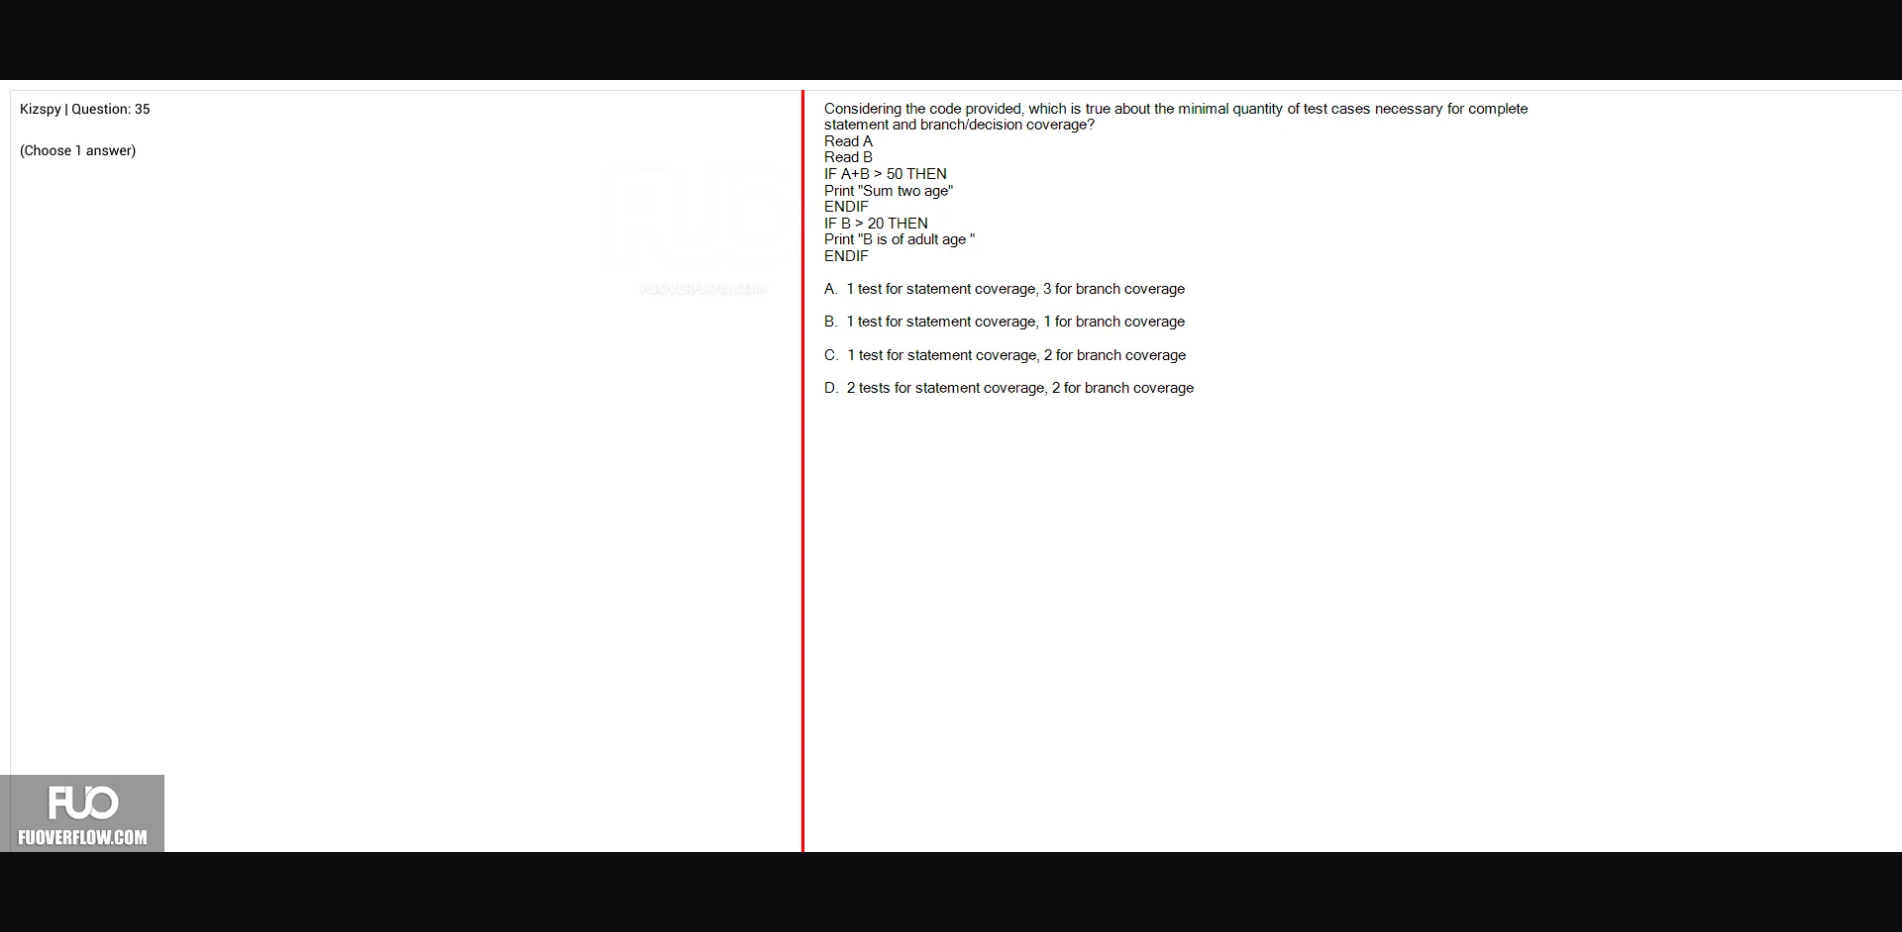 Kizspy | Question: 35
(Choose 1 answer)
FUOVERFLOW.COM
Considering the code provided, which is true about the minimal quantity of test cases necessary for complete
statement and branch/decision coverage?
Read A
Read B
IF A+B > 50 THEN
Print "Sum two age"
ENDIF
IF B > 20 THEN
Print "B is of adult age "
ENDIF
A. 1 test for statement coverage, 3 for branch coverage
B. 1 test for statement coverage, 1 for branch coverage
C. 1 test for statement coverage, 2 for branch coverage
D. 2 tests for statement coverage, 2 for branch coverage
FUO
FUOVERFLOW.COM